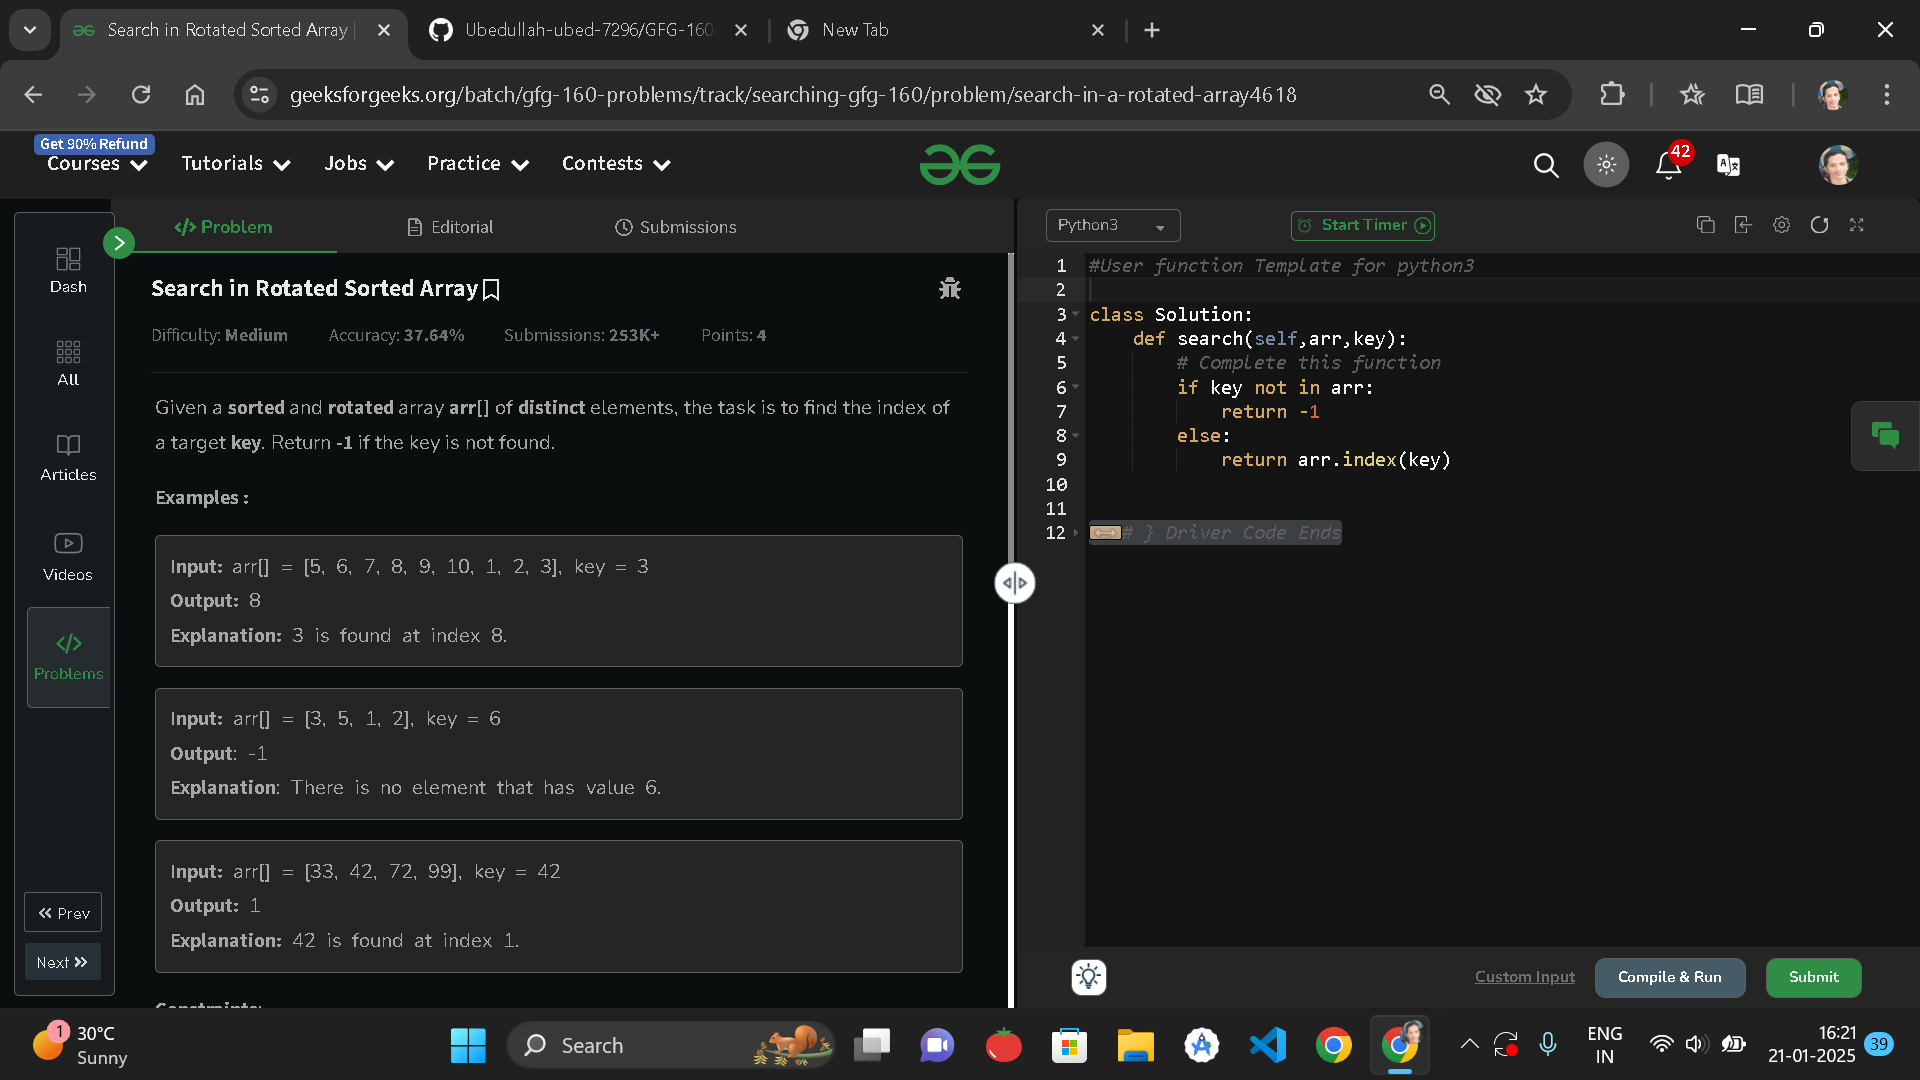 Search in Rotated Sorted Array |
Ubedullah-ubed-7296/GFG-160
New Tab
geeksforgeeks.org/batch/gfg-160-problems/track/searching-gfg-160/problem/search-in-a-rotated-array4618
Get 90% Refund
Courses
Tutorials
Jobs
Practice
Contests
42
Dash
All
Articles
Videos
Problems
Prev
Next
Problem
Editorial
Submissions
Search in Rotated Sorted Array
Difficulty: Medium
Accuracy: 37.64%
Submissions: 253K+
Points: 4
Given a sorted and rotated array arr[] of distinct elements, the task is to find the index of
a target key. Return -1 if the key is not found.
Examples :
Input: arr[] = [5, 6, 7, 8, 9, 10, 1, 2, 3], key = 3
Output: 8
Explanation: 3 is found at index 8.
Input: arr[] = [3, 5, 1, 2], key = 6
Output: -1
Explanation: There is no element that has value 6.
Input: arr[] = [33, 42, 72, 99], key = 42
Output: 1
Explanation: 42 is found at index 1.
Python3
Start Timer
1 #User function Template for python3
2
3 class Solution:
4 def search(self,arr,key):
5 # Complete this function
6 if key not in arr:
7 return -1
8 else:
9 return arr.index(key)
10
11
12 # } Driver Code Ends
Custom Input
Compile & Run
Submit
1
30°C
Sunny
Search
ENG
IN
16:21
21-01-2025
39